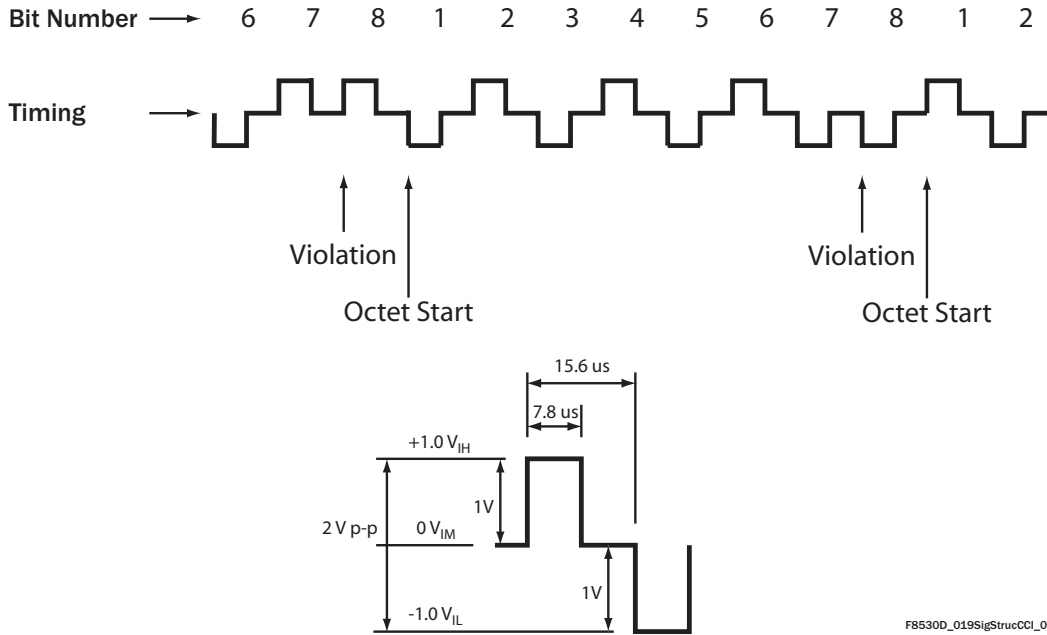 Bit Number 6 7 8 1 2 3 4 5 6 7 8 1 2
Timing
Violation Violation
Octet Start Octet Start
15.6 us
7.8 us
+1.0 VIH
1V
2 V p-p 0 VIM
1V
-1.0 VIL
F8530D_019SigStrucCCI_0